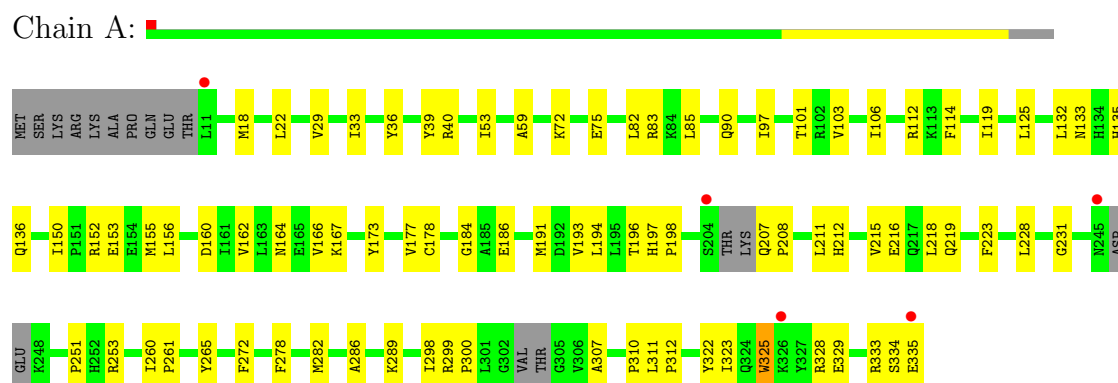 Chain A:
MET SER LYS ARG LYS ALA PRO GLN GLU THR L11 M18 L22 V29 I33 Y36 Y39 R40 I53 A59 K72 E75 L82 R83 K84 L85 Q90 I97 T101 R102 V103 I106 R112 K113 F114 I119 L125 L132 N133 H134 H135
Q136 I150 P151 R152 E153 E154 M155 L156 D160 I161 V162 L163 N164 E165 V166 K167 Y173 V177 C178 G184 A185 E186 M191 D192 V193 L194 L195 T196 H197 P198 S204 THR LYS Q207 P208 L211 H212 V215 E216 Q217 L218 Q219 F223 L228 G231 N245 ASP
GLU K248 P251 H252 R253 I260 P261 Y265 F272 F278 M282 A286 K289 I298 R299 P300 L301 G302 VAL THR G305 V306 A307 P310 L311 P312 Y322 I323 Q324 W325 K326 Y327 R328 E329 R333 S334 E335